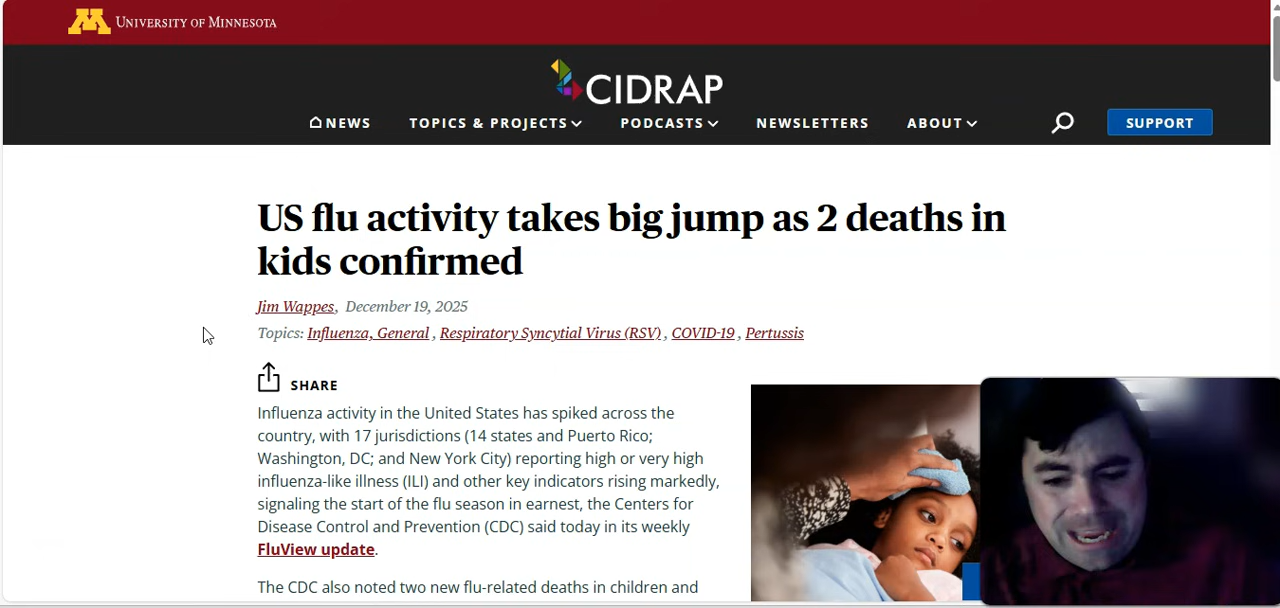 UNIVERSITY OF MINNESOTA
CIDRAP
NEWS TOPICS & PROJECTS PODCASTS NEWSLETTERS ABOUT SUPPORT
US flu activity takes big jump as 2 deaths in
kids confirmed
Jim Wappes, December 19, 2025
Topics: Influenza, General , Respiratory Syncytial Virus (RSV) , COVID-19 , Pertussis
SHARE
Influenza activity in the United States has spiked across the
country, with 17 jurisdictions (14 states and Puerto Rico;
Washington, DC; and New York City) reporting high or very high
influenza-like illness (ILI) and other key indicators rising markedly,
signaling the start of the flu season in earnest, the Centers for
Disease Control and Prevention (CDC) said today in its weekly
FluView update.
The CDC also noted two new flu-related deaths in children and